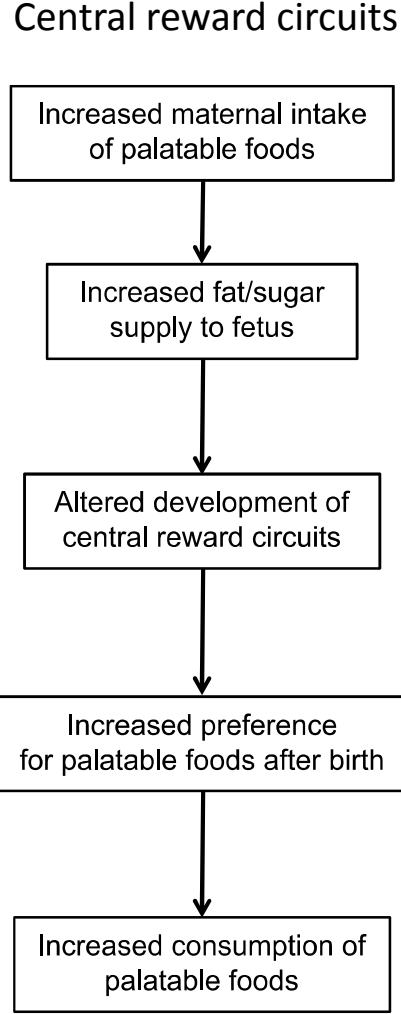 Central reward circuits
Increased maternal intake
of palatable foods
Increased fat/sugar
supply to fetus
Altered development of
central reward circuits
Increased preference
for palatable foods after birth
Increased consumption of
palatable foods